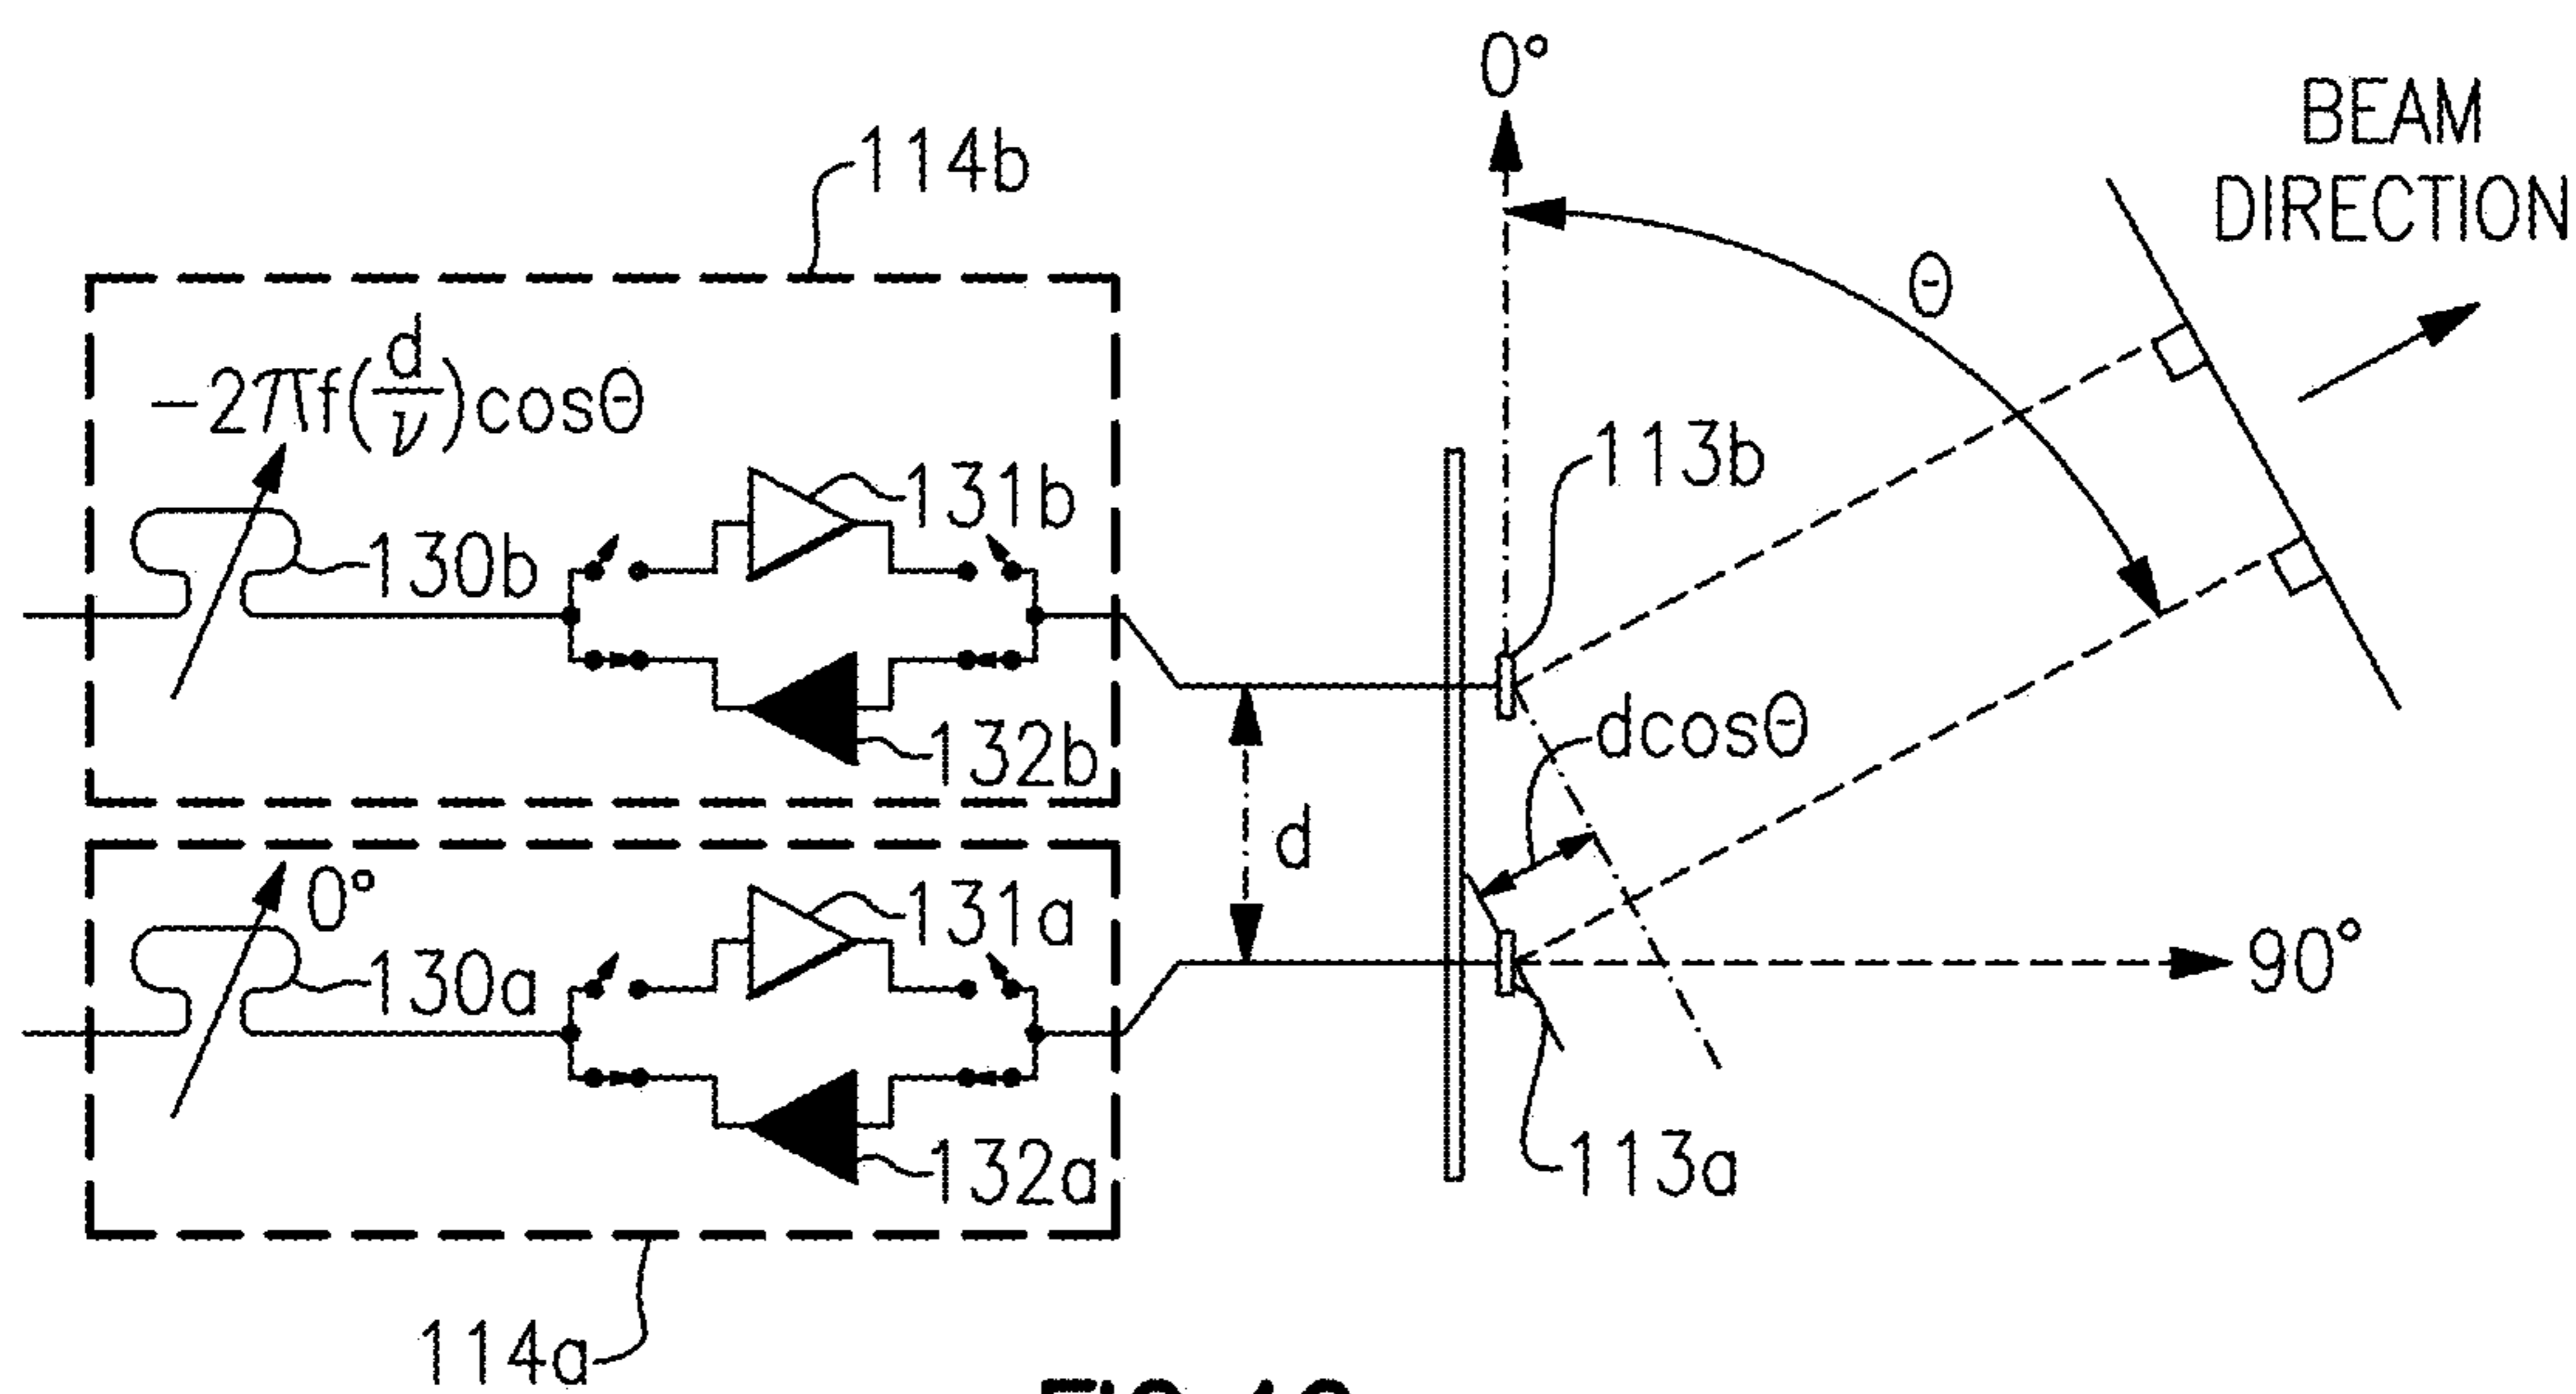 0°
BEAM
DIRECTION
114b
θ
−2πf(d/ν)cosθ
113b
131b
130b
dcosθ
132b
d
0°
131a
130a
90°
132a
113a
114a